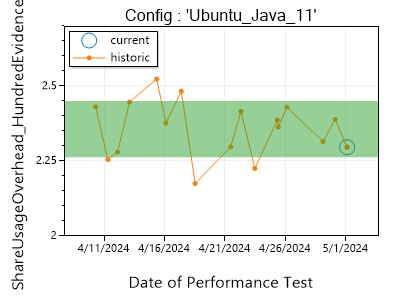 Config : 'Ubuntu_Java_11'
ShareUsageOverhead_HundredEvidence
current
historic
2.5
2.25
2
4/11/2024
4/16/2024
4/21/2024
4/26/2024
5/1/2024
Date of Performance Test